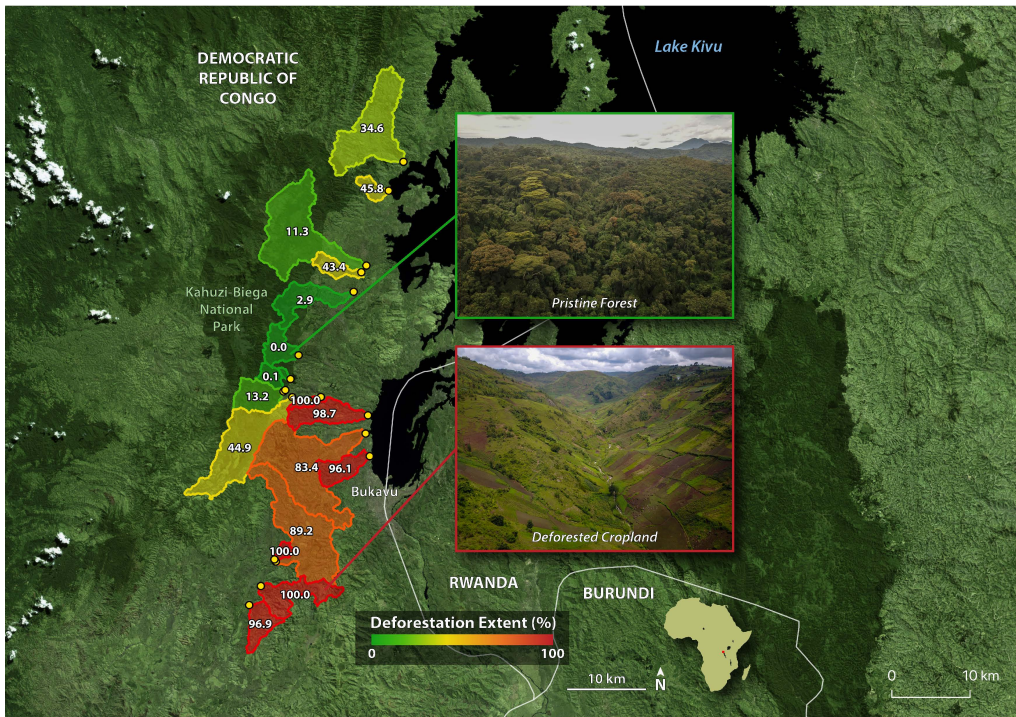 Lake Kivu
DEMOCRATIC
REPUBLIC OF
CONGO
34.6
45.8
11.3
43.4
Kahuzi-Biega
National
Park
2.9
0.0
0.1
13.2
100.0
98.7
44.9
83.4
96.1
Bukavu
89.2
100.0
100.0
96.9
Pristine Forest
Deforested Cropland
RWANDA
BURUNDI
Deforestation Extent (%)
0 100
10 km
N
0 10 km